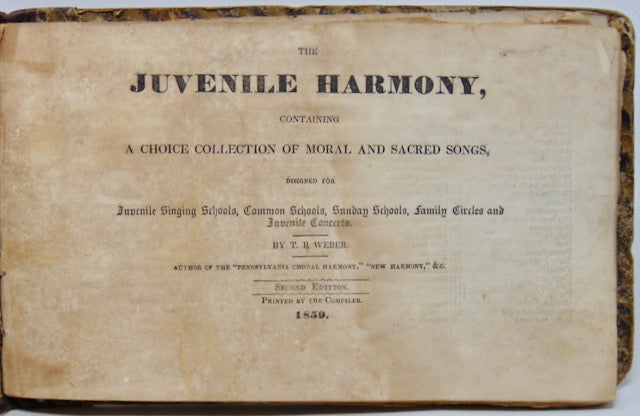 THE
JUVENILE HARMONY,
CONTAINING
A CHOICE COLLECTION OF MORAL AND SACRED SONGS,
DESIGNED FOR
Juvenile Singing Schools, Common Schools, Sunday Schools, Family Circles and
Juvenile Concerts.
BY T. R. WEBER.
AUTHOR OF THE "PENNSYLVANIA CHORAL HARMONY," "NEW HARMONY," &C.
SECOND EDITION.
PRINTED BY THE COMPILER.
1859.